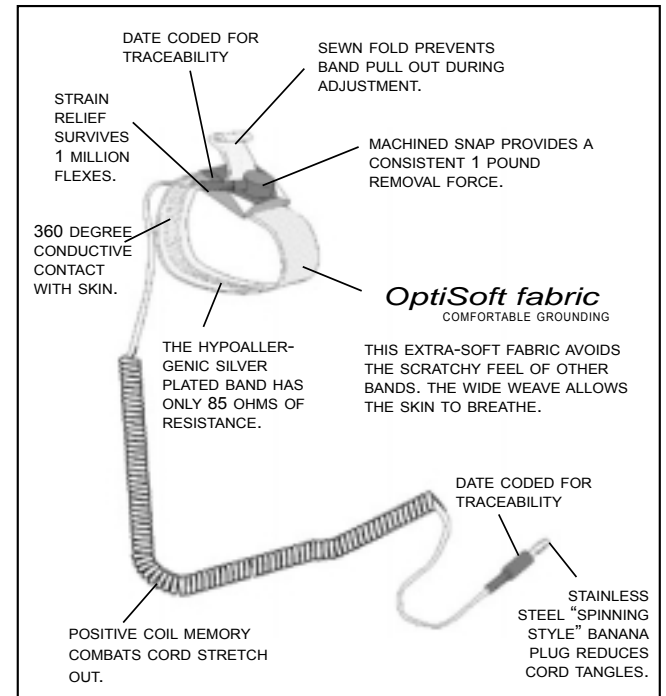 DATE CODED FOR
TRACEABILITY
SEWN FOLD PREVENTS
BAND PULL OUT DURING
ADJUSTMENT.
STRAIN
RELIEF
SURVIVES
1 MILLION
FLEXES.
MACHINED SNAP PROVIDES A
CONSISTENT 1 POUND
REMOVAL FORCE.
360 DEGREE
CONDUCTIVE
CONTACT
WITH SKIN.
OptiSoft fabric
COMFORTABLE GROUNDING
THE HYPOALLER-
GENIC SILVER
PLATED BAND HAS
ONLY 85 OHMS OF
RESISTANCE.
THIS EXTRA-SOFT FABRIC AVOIDS
THE SCRATCHY FEEL OF OTHER
BANDS. THE WIDE WEAVE ALLOWS
THE SKIN TO BREATHE.
DATE CODED FOR
TRACEABILITY
STAINLESS
STEEL “SPINNING
STYLE” BANANA
PLUG REDUCES
CORD TANGLES.
POSITIVE COIL MEMORY
COMBATS CORD STRETCH
OUT.